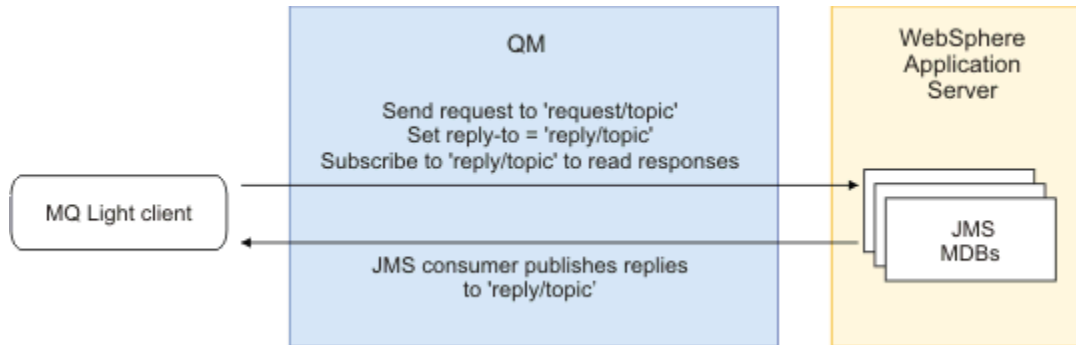 QM
WebSphere
Application
Server
Send request to 'request/topic'
Set reply-to = 'reply/topic'
Subscribe to 'reply/topic' to read responses
MQ Light client
JMS
MDBs
JMS consumer publishes replies
to 'reply/topic'